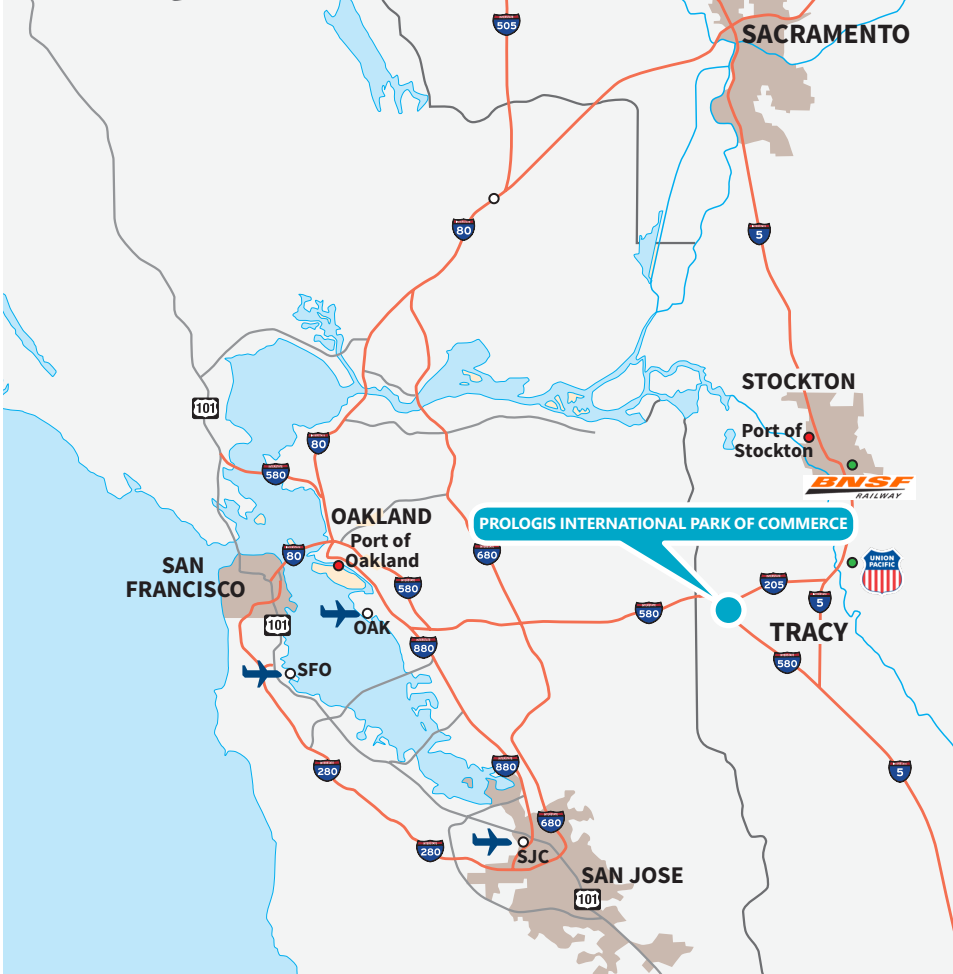 505
SACRAMENTO
80
5
STOCKTON
101
Port of
Stockton
80
580
BNSF
RAILWAY
OAKLAND
PROLOGIS INTERNATIONAL PARK OF COMMERCE
Port of
Oakland
80
680
UNION
PACIFIC
SAN
FRANCISCO
580
205
5
580
101
OAK
TRACY
880
580
SFO
280
880
5
680
280
SJC
SAN JOSE
101